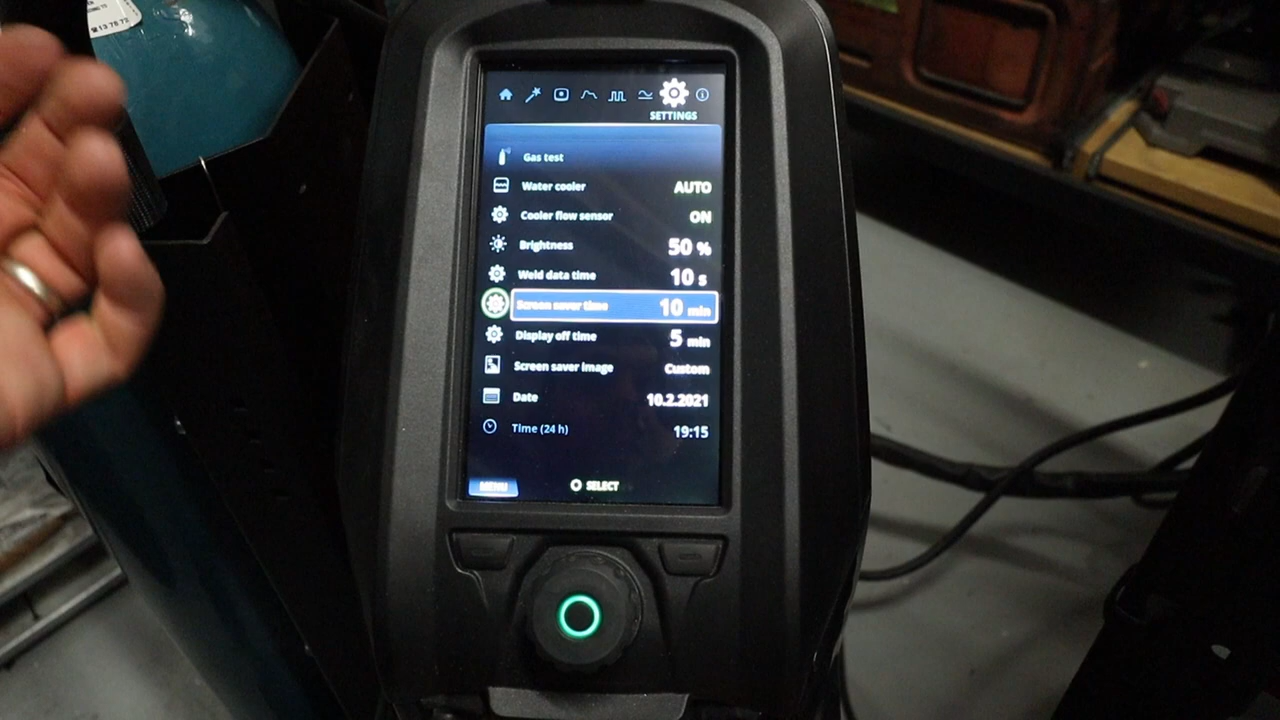 SETTINGS
Gas test
Water cooler AUTO
Cooler flow sensor ON
Brightness 50 %
Weld data time 10 s
Screen saver time 10 min
Display off time 5 min
Screen saver image Custom
Date 10.2.2021
Time (24 h) 19:15
MENU SELECT